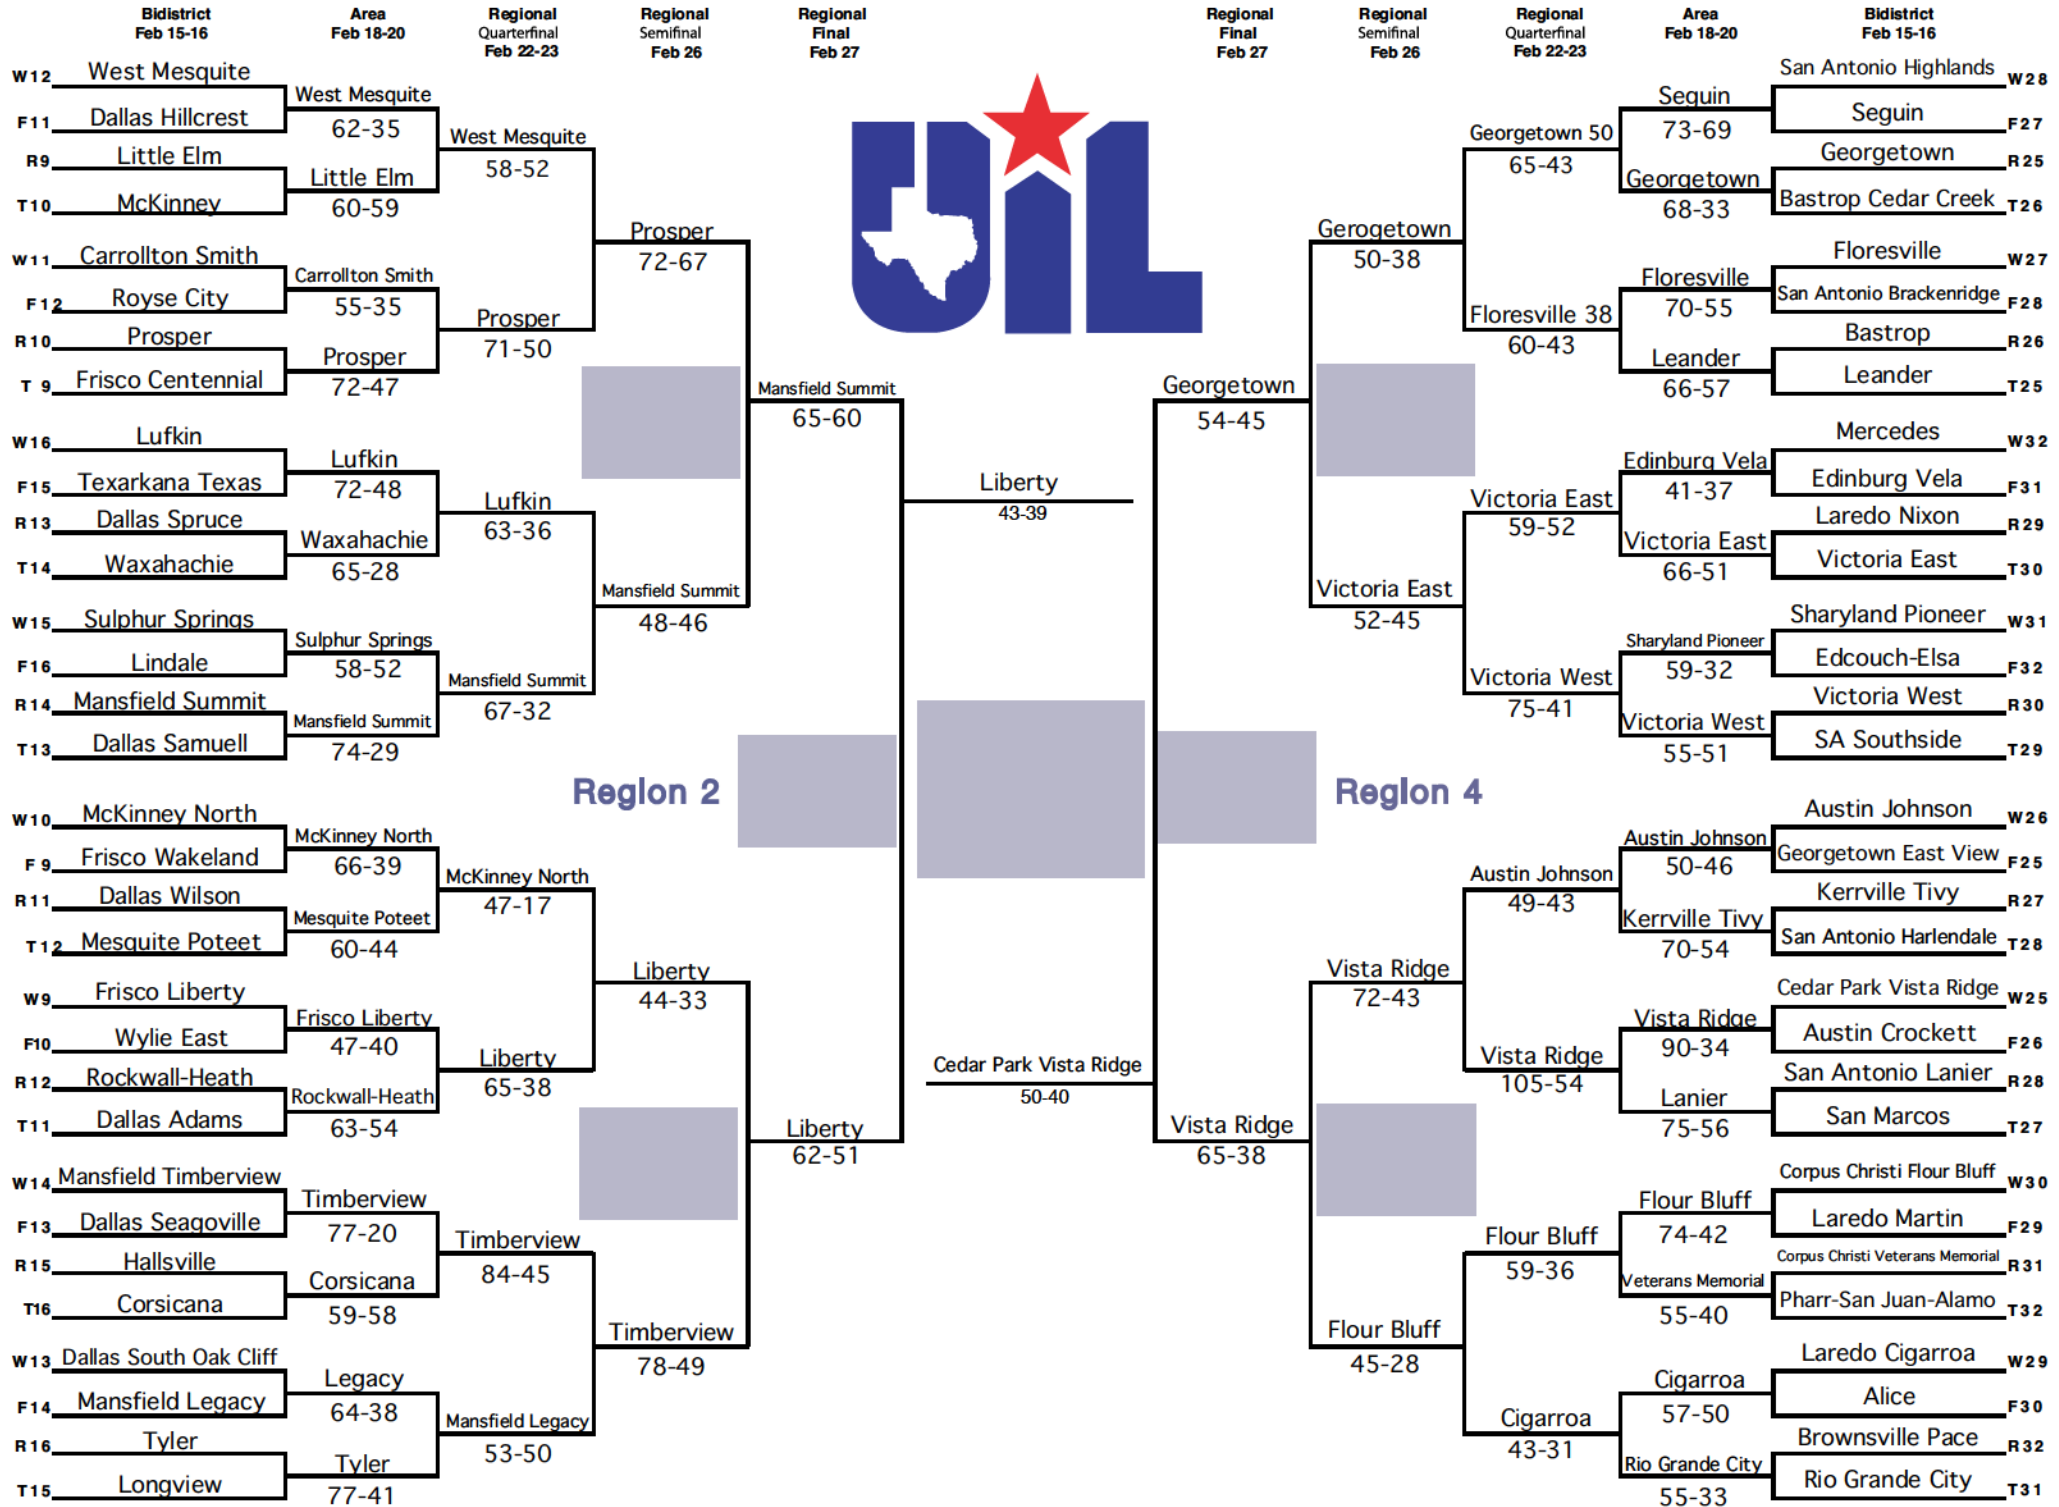 Bidistrict
Feb 15-16
Area
Feb 18-20
Regional
Quarterfinal
Feb 22-23
Regional
Semifinal
Feb 26
Regional
Final
Feb 27
W12 West Mesquite
F11 Dallas Hillcrest
R9 Little Elm
T10 McKinney
W11 Carrollton Smith
F12 Royse City
R10 Prosper
T 9 Frisco Centennial
W16 Lufkin
F15 Texarkana Texas
R13 Dallas Spruce
T14 Waxahachie
W15 Sulphur Springs
F16 Lindale
R14 Mansfield Summit
T13 Dallas Samuell
W10 McKinney North
F 9 Frisco Wakeland
R11 Dallas Wilson
T12 Mesquite Poteet
W9 Frisco Liberty
F10 Wylie East
R12 Rockwall-Heath
T11 Dallas Adams
W14 Mansfield Timberview
F13 Dallas Seagoville
R15 Hallsville
T16 Corsicana
W13 Dallas South Oak Cliff
F14 Mansfield Legacy
R16 Tyler
T15 Longview
West Mesquite
62-35
Little Elm
60-59
Carrollton Smith
55-35
Prosper
72-47
Lufkin
72-48
Waxahachie
65-28
Sulphur Springs
58-52
Mansfield Summit
74-29
McKinney North
66-39
Mesquite Poteet
60-44
Frisco Liberty
47-40
Rockwall-Heath
63-54
Timberview
77-20
Corsicana
59-58
Legacy
64-38
Tyler
77-41
West Mesquite
58-52
Prosper
71-50
Lufkin
63-36
Mansfield Summit
67-32
McKinney North
47-17
Liberty
65-38
Timberview
84-45
Mansfield Legacy
53-50
Prosper
72-67
Mansfield Summit
48-46
Liberty
44-33
Timberview
78-49
Region 2
Mansfield Summit
65-60
Liberty
62-51
UIL
Liberty
43-39
Cedar Park Vista Ridge
50-40
Regional
Final
Feb 27
Regional
Semifinal
Feb 26
Regional
Quarterfinal
Feb 22-23
Area
Feb 18-20
Bidistrict
Feb 15-16
Georgetown
54-45
Vista Ridge
65-38
Region 4
Gerogetown
50-38
Victoria East
52-45
Vista Ridge
72-43
Flour Bluff
45-28
Georgetown 50
65-43
Floresville 38
60-43
Victoria East
59-52
Victoria West
75-41
Austin Johnson
49-43
Vista Ridge
105-54
Flour Bluff
59-36
Cigarroa
43-31
Seguin
73-69
Georgetown
68-33
Floresville
70-55
Leander
66-57
Edinburg Vela
41-37
Victoria East
66-51
Sharyland Pioneer
59-32
Victoria West
55-51
Austin Johnson
50-46
Kerrville Tivy
70-54
Vista Ridge
90-34
Lanier
75-56
Flour Bluff
74-42
Veterans Memorial
55-40
Cigarroa
57-50
Rio Grande City
55-33
San Antonio Highlands W28
Seguin F27
Georgetown R25
Bastrop Cedar Creek T26
Floresville W27
San Antonio Brackenridge F28
Bastrop R26
Leander T25
Mercedes W32
Edinburg Vela F31
Laredo Nixon R29
Victoria East T30
Sharyland Pioneer W31
Edcouch-Elsa F32
Victoria West R30
SA Southside T29
Austin Johnson W26
Georgetown East View F25
Kerrville Tivy R27
San Antonio Harlendale T28
Cedar Park Vista Ridge W25
Austin Crockett F26
San Antonio Lanier R28
San Marcos T27
Corpus Christi Flour Bluff W30
Laredo Martin F29
Corpus Christi Veterans Memorial R31
Pharr-San Juan-Alamo T32
Laredo Cigarroa W29
Alice F30
Brownsville Pace R32
Rio Grande City T31